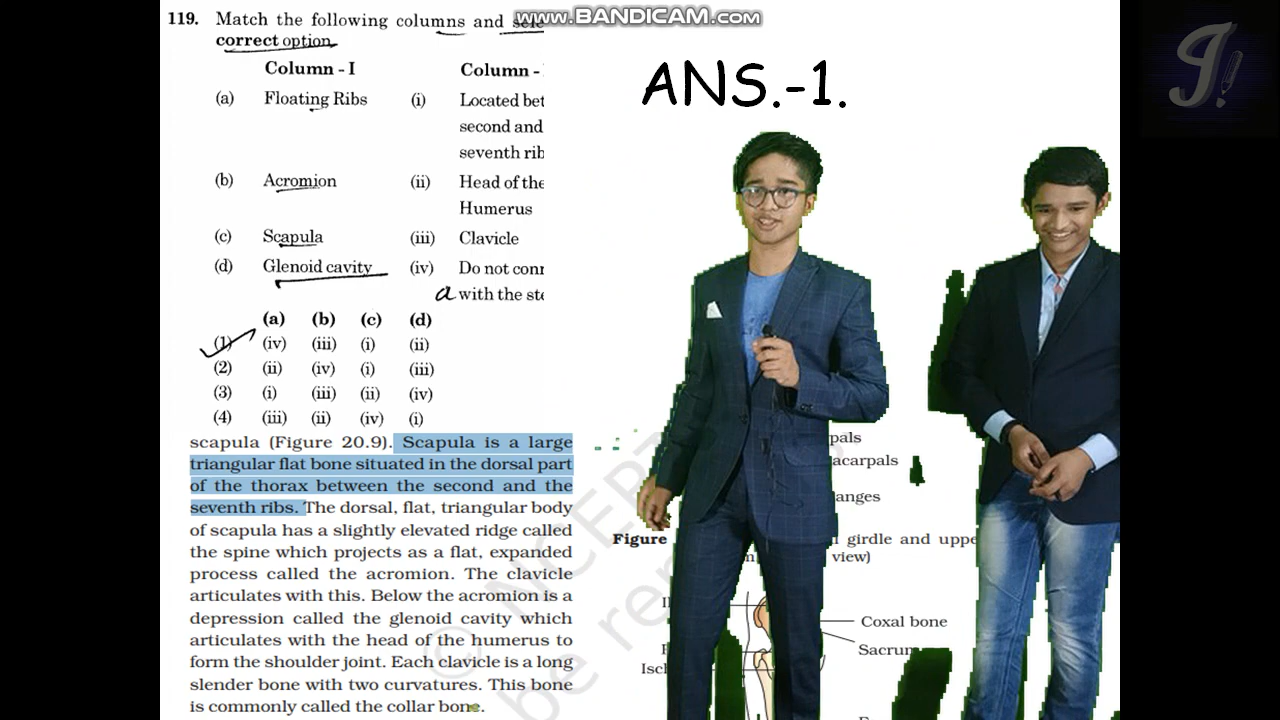 www.BANDICAM.com
119. Match the following columns and
correct option.
Column - I Column -
(a) Floating Ribs (i) Located
second and
seventh
(b) Acromion (ii) Head of the
Humerus
(c) Scapula (iii) Clavicle
(d) Glenoid cavity (iv) Do not
with the
(a) (b) (c) (d)
(1) (iv) (iii) (i) (ii)
(2) (ii) (iv) (i) (iii)
(3) (i) (iii) (ii) (iv)
(4) (iii) (ii) (iv) (i)
ANS.-1.
scapula (Figure 20.9). Scapula is a large
triangular flat bone situated in the dorsal part
of the thorax between the second and the
seventh ribs. The dorsal, flat, triangular body
of scapula has a slightly elevated ridge called
the spine which projects as a flat, expanded
process called the acromion. The clavicle
articulates with this. Below the acromion is a
depression called the glenoid cavity which
articulates with the head of the humerus to
form the shoulder joint. Each clavicle is a long
slender bone with two curvatures. This bone
is commonly called the collar bone.
© NCERT
be
Figure girdle and
view)
Coxal bone
Sacrum